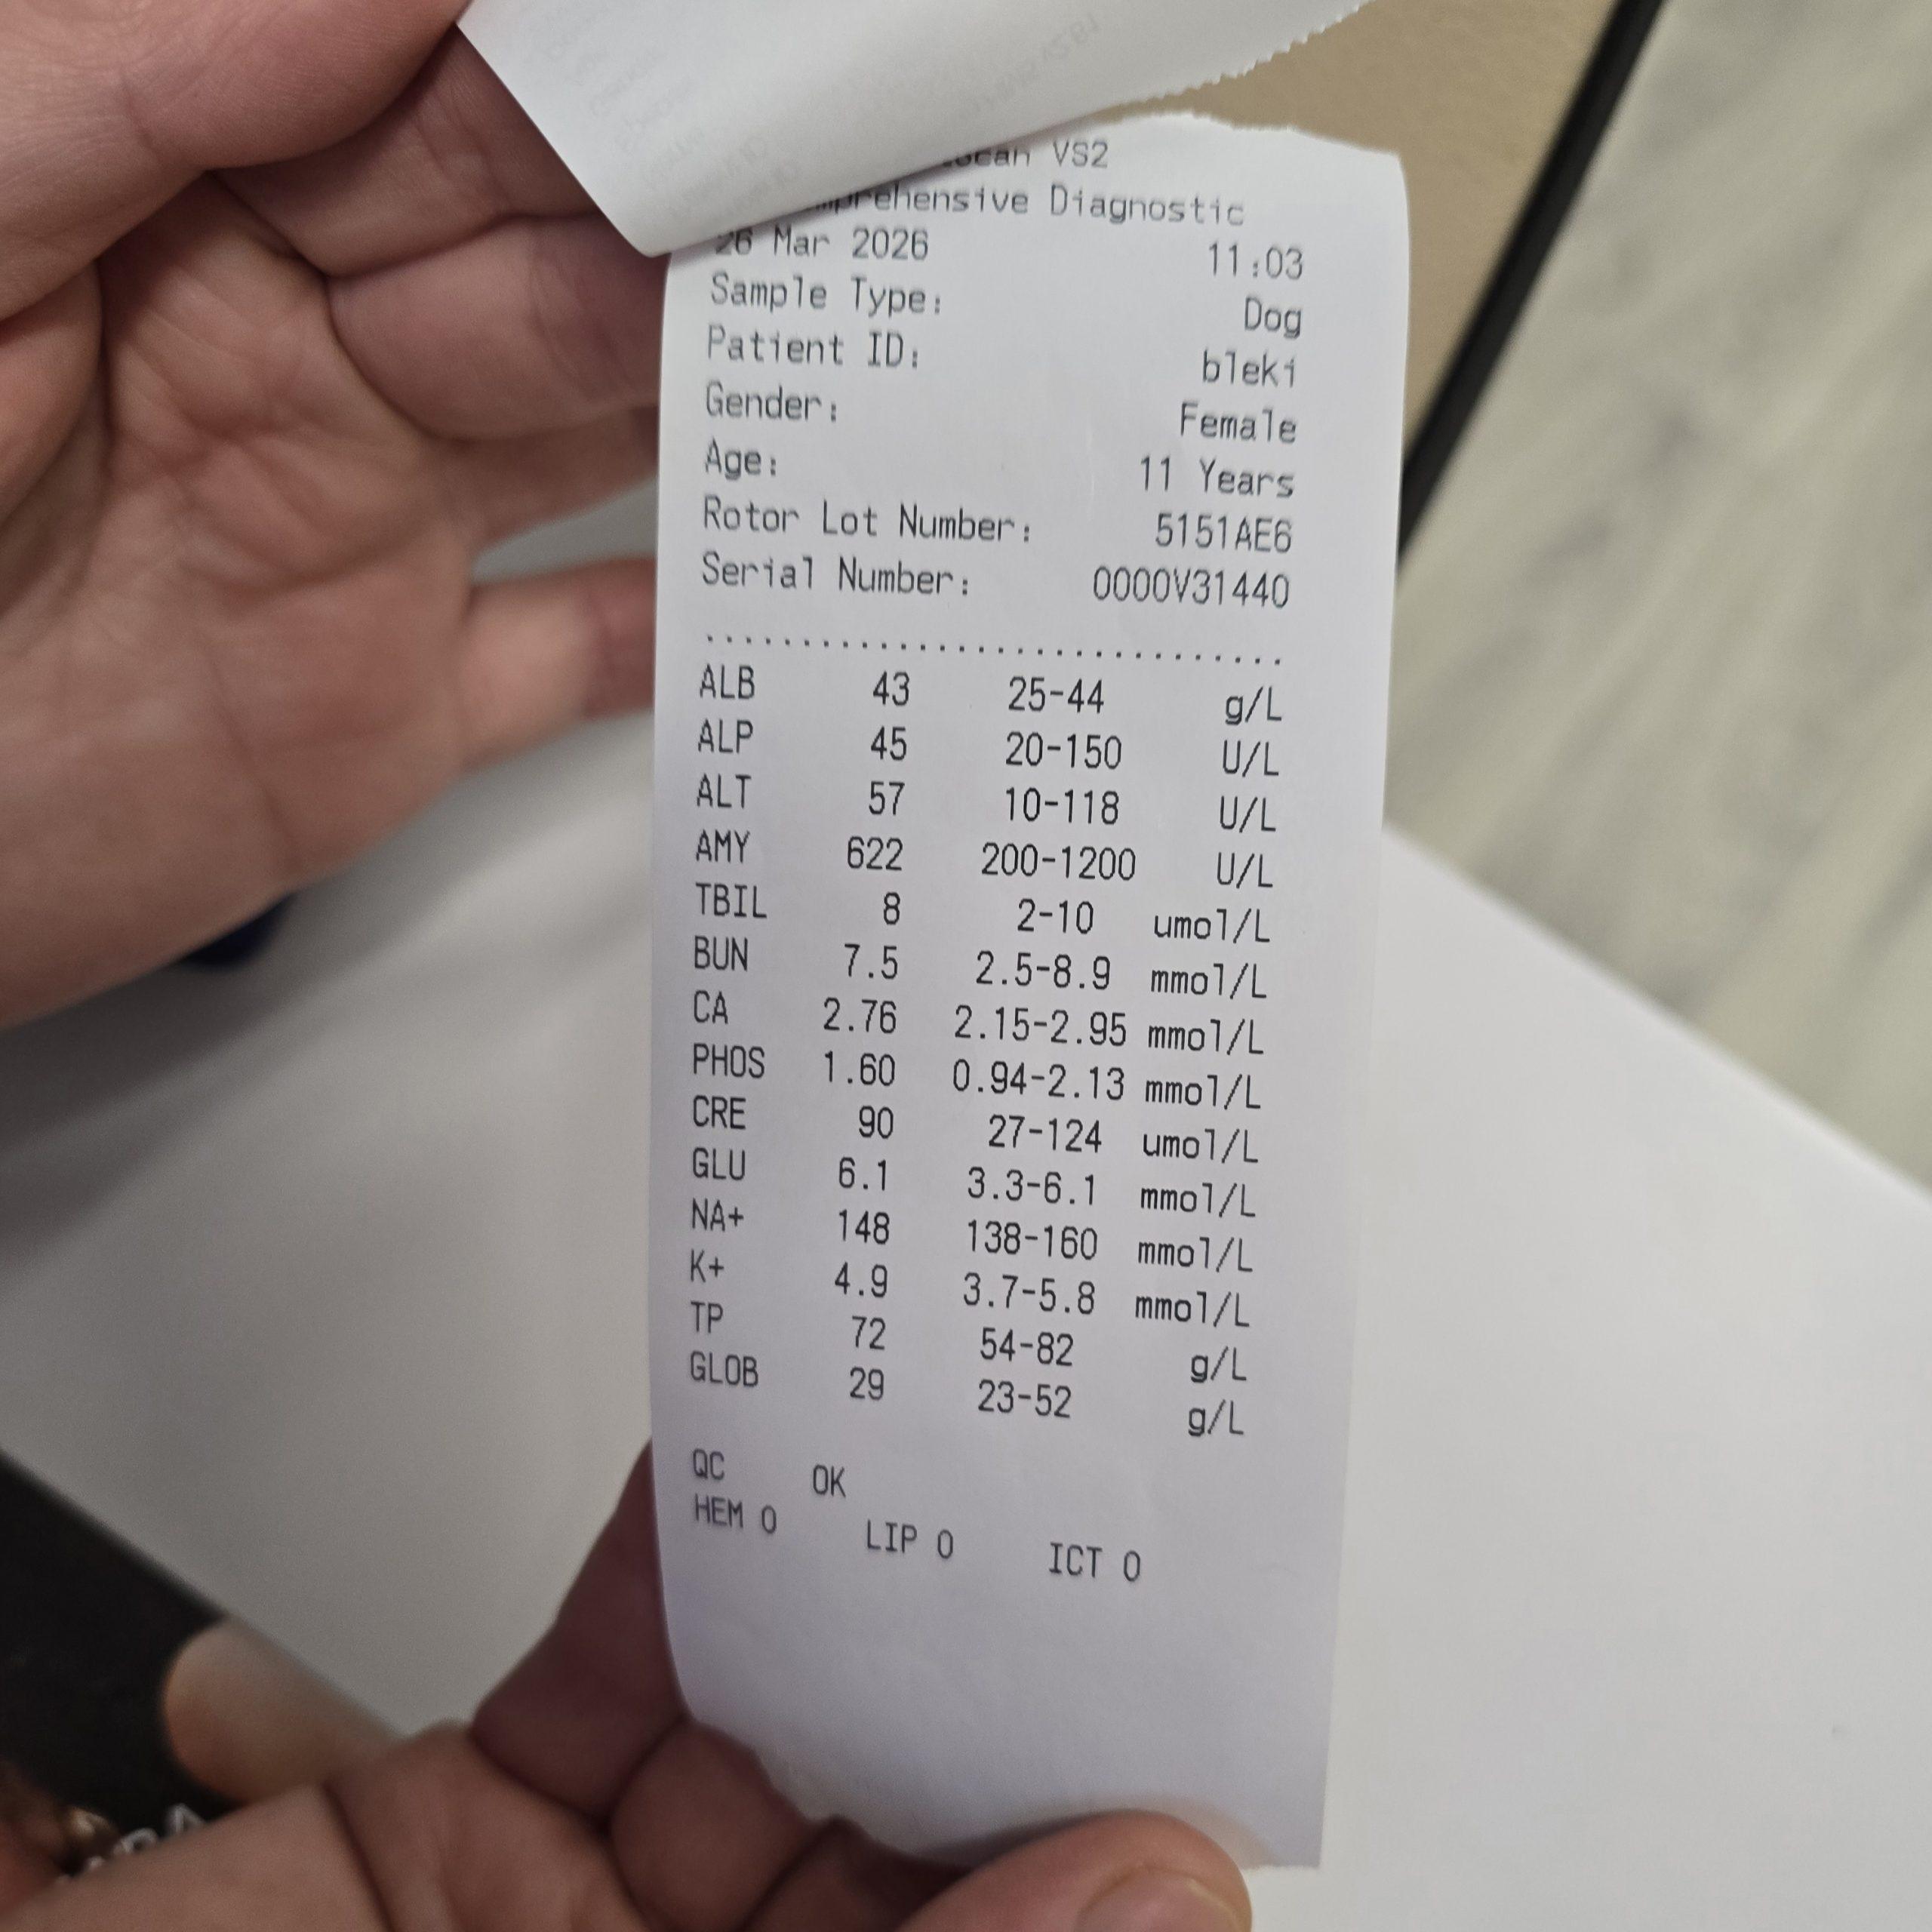 VS2
Diagnostic
26 Mar 2026 11:03
Sample Type: Dog
Patient ID: bleki
Gender: Female
Age: 11 Years
Rotor Lot Number: 5151AE6
Serial Number: 0000V31440
..............................
ALB 43 25-44 g/L
ALP 45 20-150 U/L
ALT 57 10-118 U/L
AMY 622 200-1200 U/L
TBIL 8 2-10 umol/L
BUN 7.5 2.5-8.9 mmol/L
CA 2.76 2.15-2.95 mmol/L
PHOS 1.60 0.94-2.13 mmol/L
CRE 90 27-124 umol/L
GLU 6.1 3.3-6.1 mmol/L
NA+ 148 138-160 mmol/L
K+ 4.9 3.7-5.8 mmol/L
TP 72 54-82 g/L
GLOB 29 23-52 g/L
QC OK
HEM 0 LIP 0 ICT 0